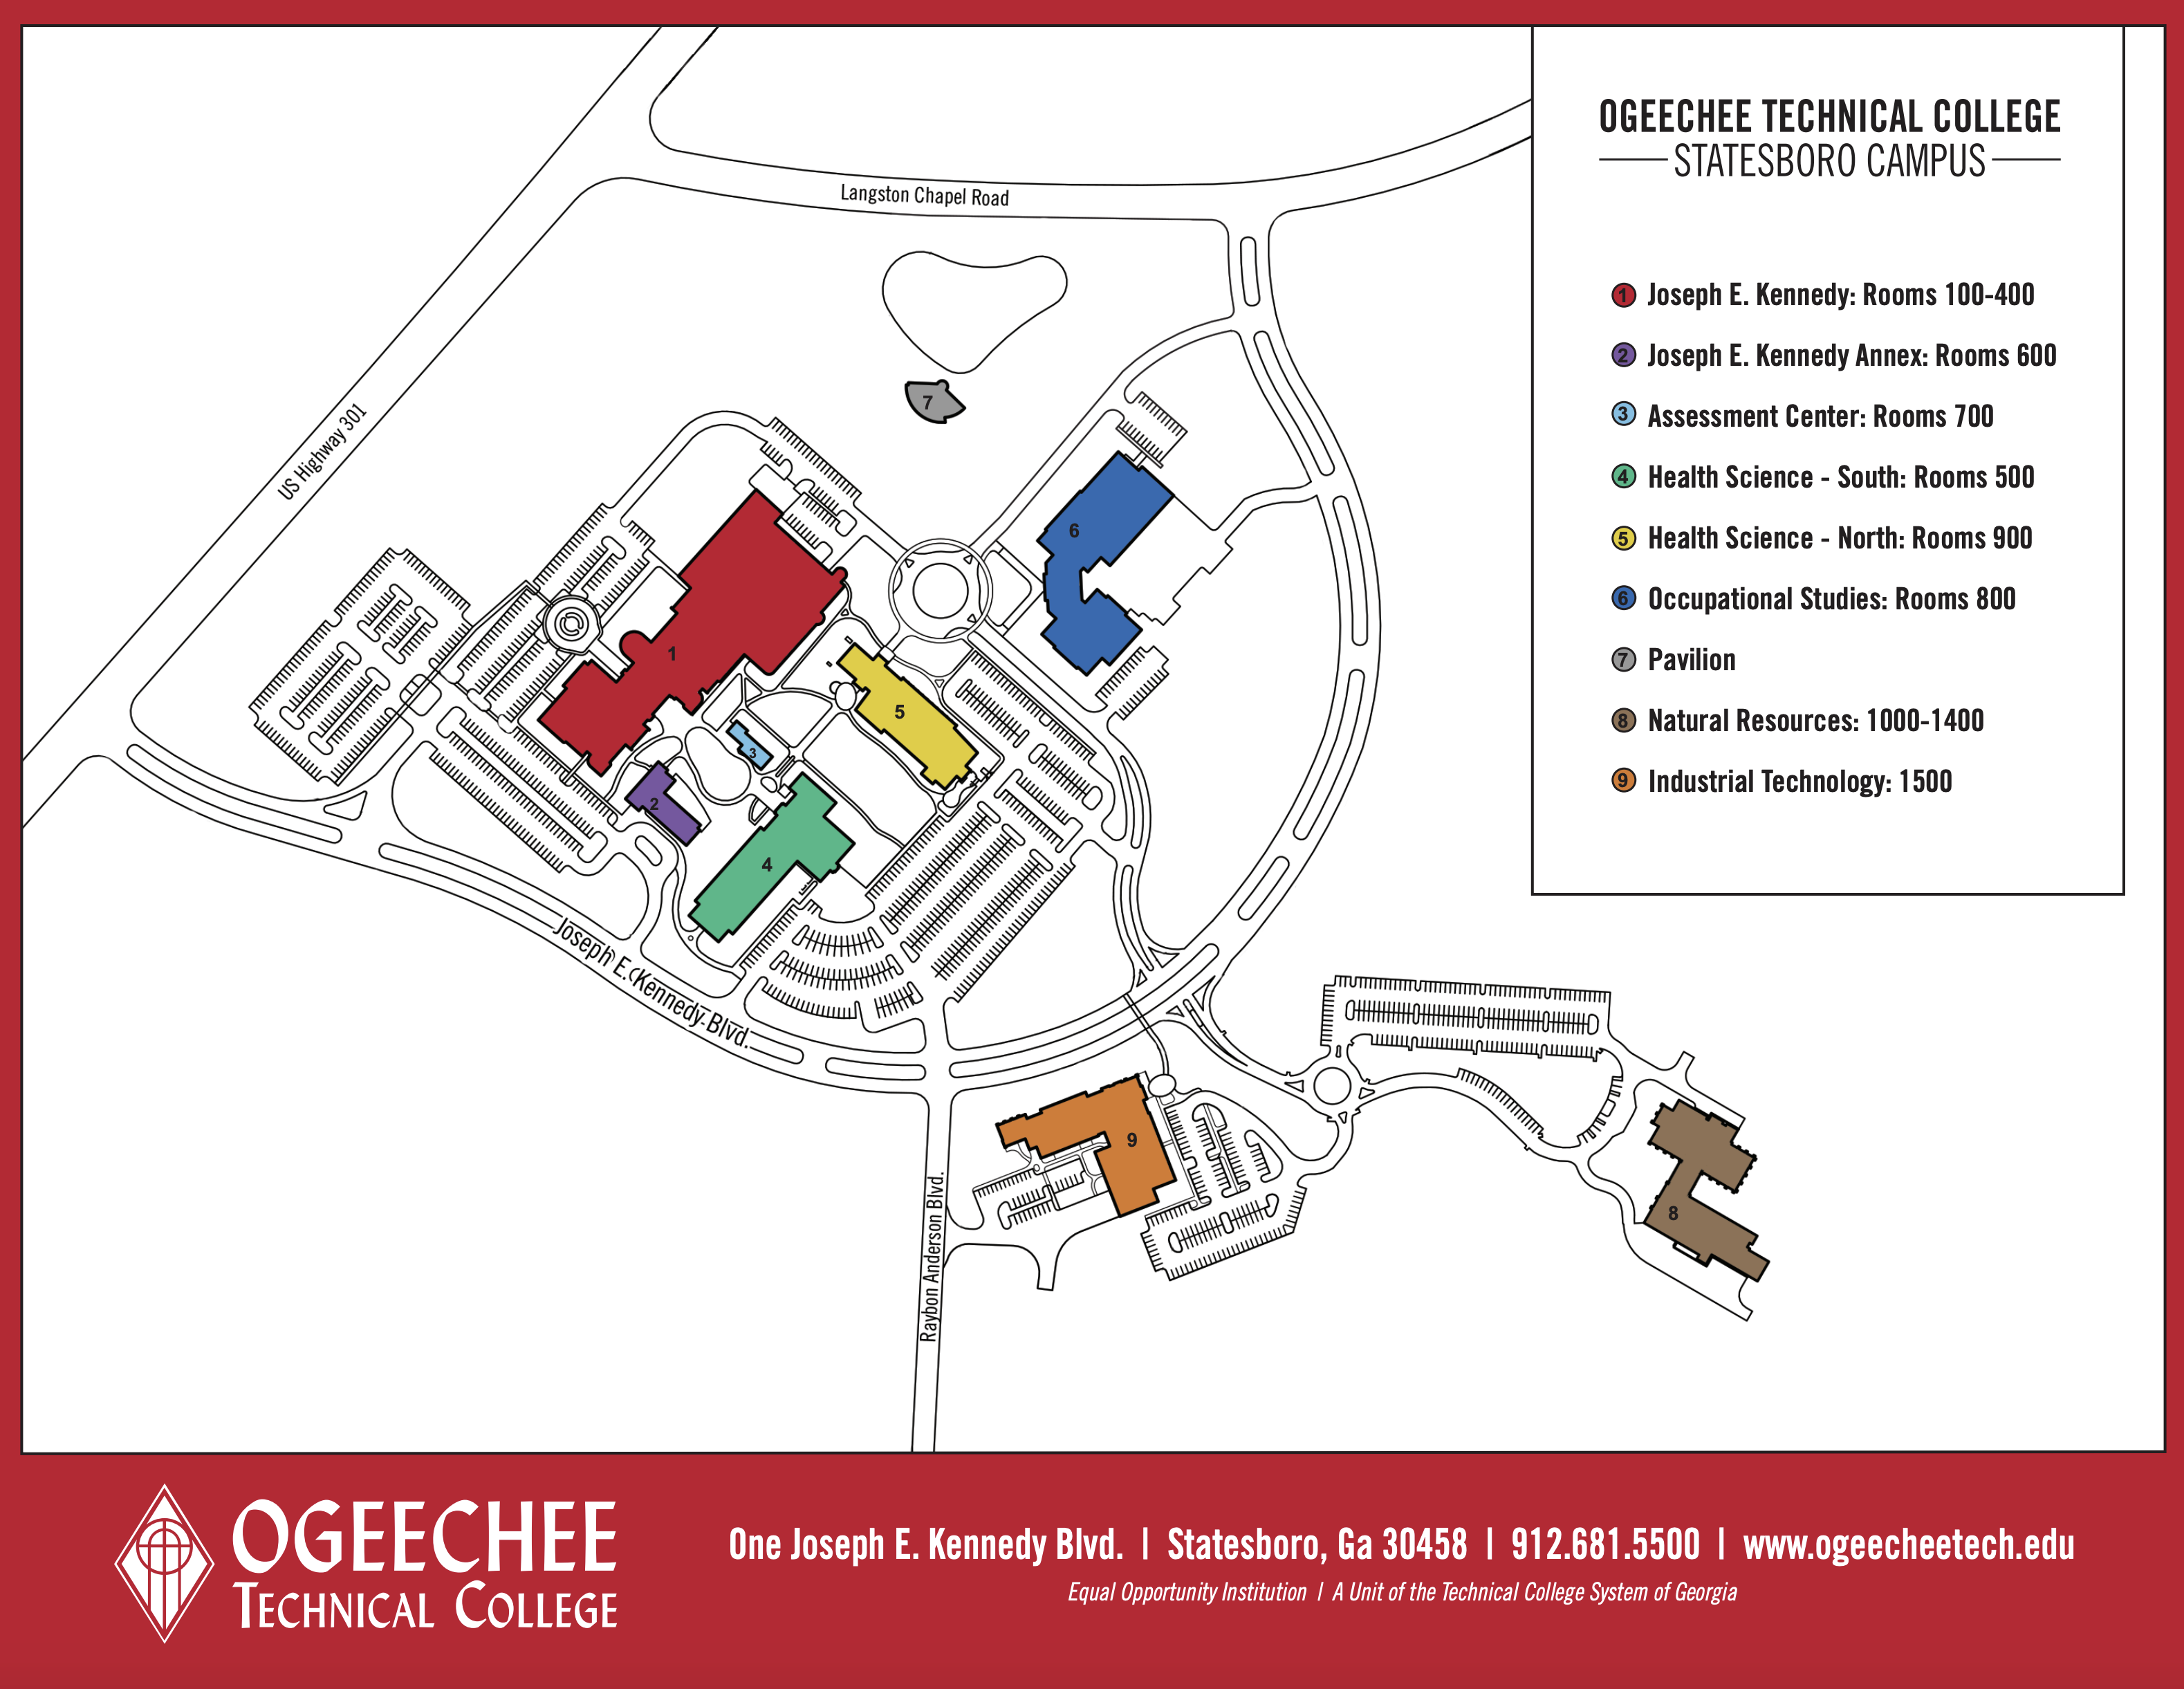 OGEECHEE TECHNICAL COLLEGE
STATESBORO CAMPUS
1 Joseph E. Kennedy: Rooms 100-400
2 Joseph E. Kennedy Annex: Rooms 600
3 Assessment Center: Rooms 700
4 Health Science - South: Rooms 500
5 Health Science - North: Rooms 900
6 Occupational Studies: Rooms 800
7 Pavilion
8 Natural Resources: 1000-1400
9 Industrial Technology: 1500
Langston Chapel Road
US Highway 301
7
6
1
5
3
2
4
Joseph E. Kennedy Blvd.
9
8
Raybon Anderson Blvd.
OGEECHEE
TECHNICAL COLLEGE
One Joseph E. Kennedy Blvd. | Statesboro, Ga 30458 | 912.681.5500 | www.ogeecheetech.edu
Equal Opportunity Institution | A Unit of the Technical College System of Georgia